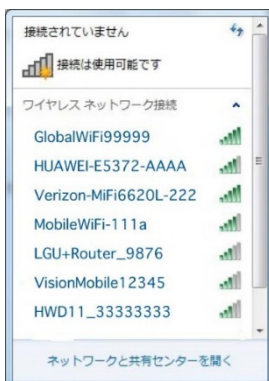 接続されていません
接続は使用可能です
ワイヤレス ネットワーク接続
GlobalWiFi99999
HUAWEI-E5372-AAAA
Verizon-MiFi6620L-222
MobileWiFi-111a
LGU+Router_9876
VisionMobile12345
HWD11_33333333
ネットワークと共有センターを開く